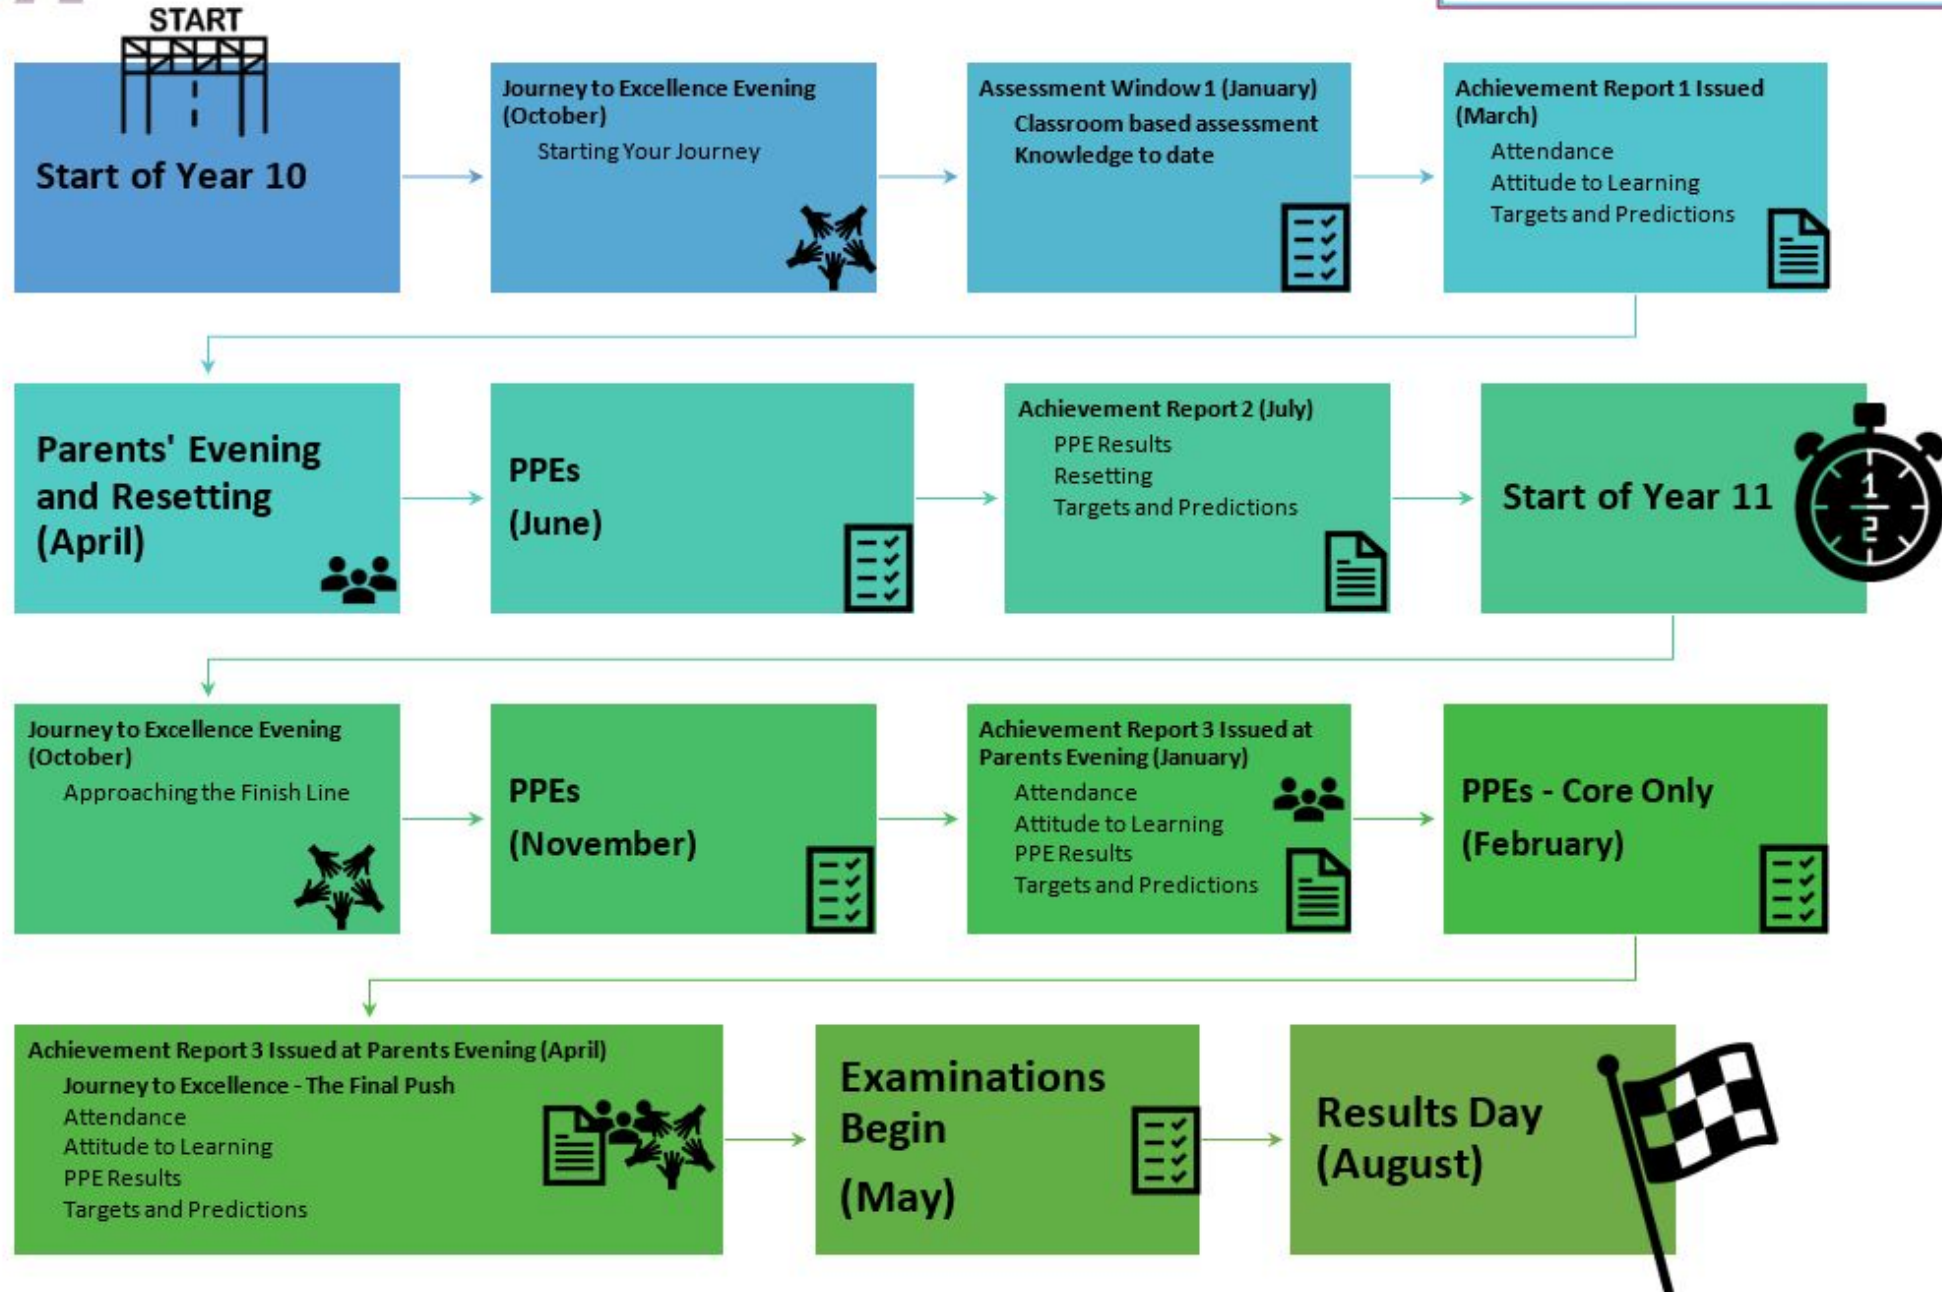 START
Start of Year 10
Journey to Excellence Evening
(October)
Starting Your Journey
Assessment Window 1 (January)
Classroom based assessment
Knowledge to date
Achievement Report 1 Issued
(March)
Attendance
Attitude to Learning
Targets and Predictions
Parents' Evening
and Resetting
(April)
PPEs
(June)
Achievement Report 2 (July)
PPE Results
Resetting
Targets and Predictions
Start of Year 11
1
2
Journey to Excellence Evening
(October)
Approaching the Finish Line
PPEs
(November)
Achievement Report 3 Issued at
Parents Evening (January)
Attendance
Attitude to Learning
PPE Results
Targets and Predictions
PPEs - Core Only
(February)
Achievement Report 3 Issued at Parents Evening (April)
Journey to Excellence - The Final Push
Attendance
Attitude to Learning
PPE Results
Targets and Predictions
Examinations
Begin
(May)
Results Day
(August)